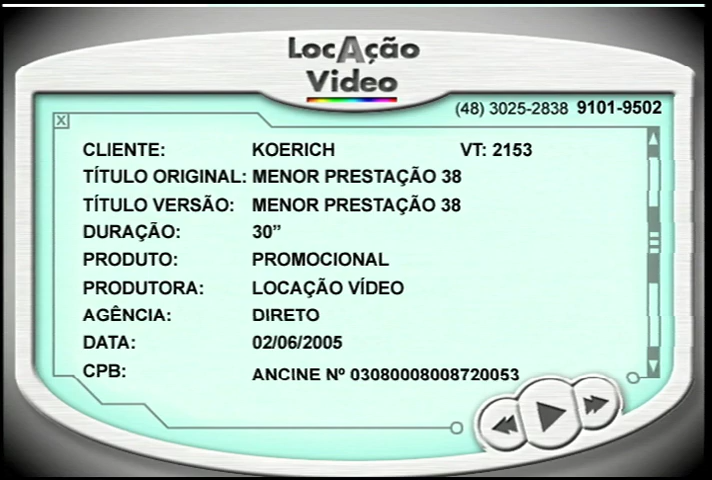 LocAção
Video
(48) 3025-2838 9101-9502
X
CLIENTE: KOERICH VT: 2153
TÍTULO ORIGINAL: MENOR PRESTAÇÃO 38
TÍTULO VERSÃO: MENOR PRESTAÇÃO 38
DURAÇÃO: 30”
PRODUTO: PROMOCIONAL
PRODUTORA: LOCAÇÃO VÍDEO
AGÊNCIA: DIRETO
DATA: 02/06/2005
CPB: ANCINE Nº 03080008008720053